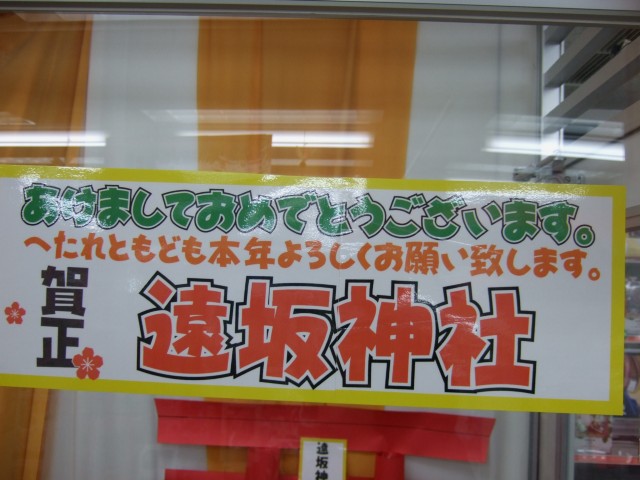 あけましておめでとうございます。
へたれともども本年よろしくお願い致します。
賀正
遠坂神社
遠坂神